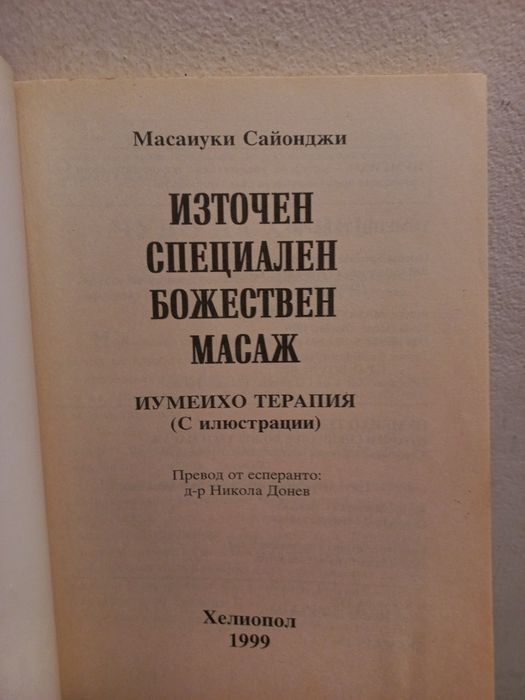 Масаиуки Сайонджи
ИЗТОЧЕН
СПЕЦИАЛЕН
БОЖЕСТВЕН
МАСАЖ
ИУМЕИХО ТЕРАПИЯ
(С илюстрации)
Превод от есперанто:
д-р Никола Донев
Хелиопол
1999